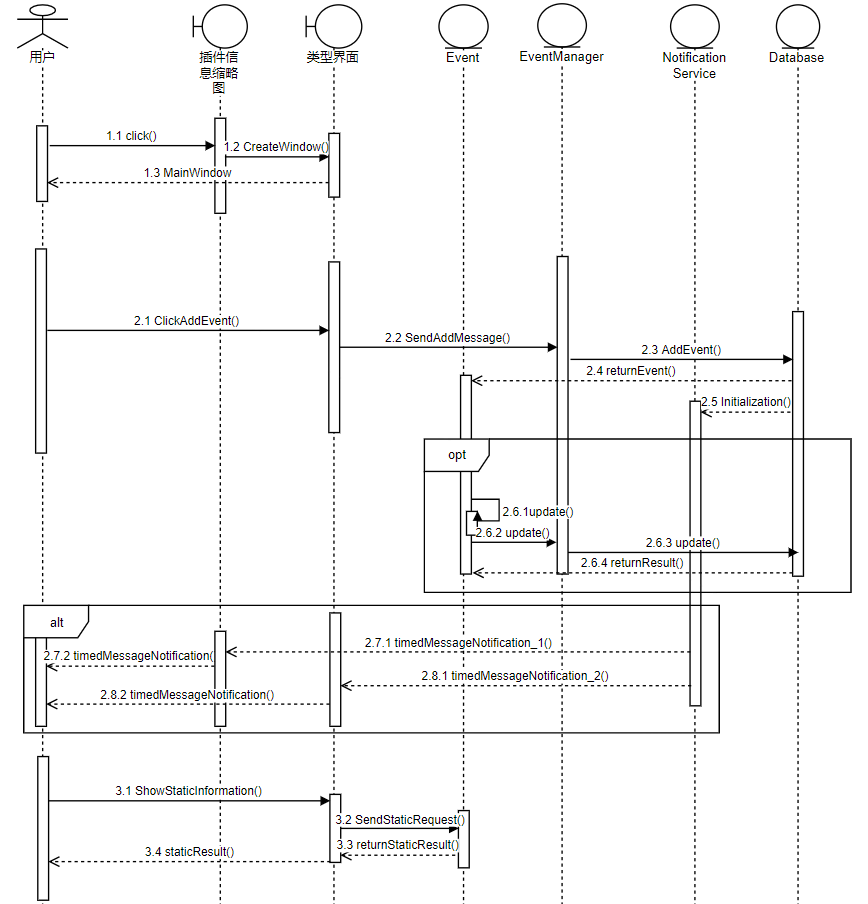 用户
插件信
息缩略
图
类型界面
Event
EventManager
Notification
Service
Database
1.1 click()
1.2 CreateWindow()
1.3 MainWindow
2.1 ClickAddEvent()
2.2 SendAddMessage()
2.3 AddEvent()
2.4 returnEvent()
2.5 Initialization()
opt
2.6.1update()
2.6.2 update()
2.6.3 update()
2.6.4 returnResult()
alt
2.7.1 timedMessageNotification_1()
2.7.2 timedMessageNotification(
2.8.1 timedMessageNotification_2()
2.8.2 timedMessageNotification()
3.1 ShowStaticInformation()
3.2 SendStaticRequest()
3.3 returnStaticResult()
3.4 staticResult()